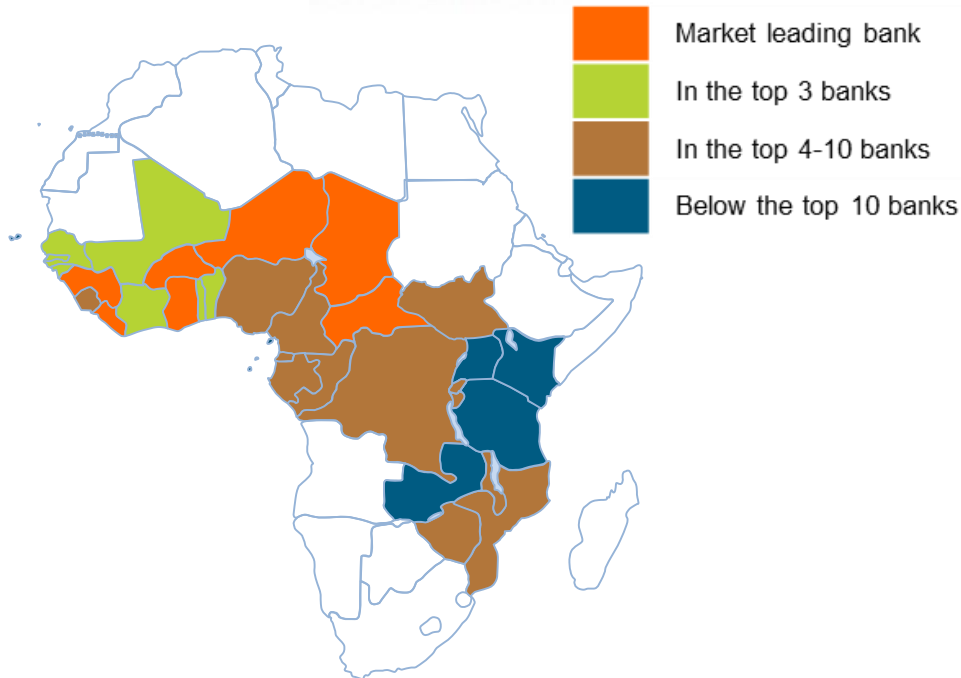 Market leading bank
In the top 3 banks
In the top 4-10 banks
Below the top 10 banks